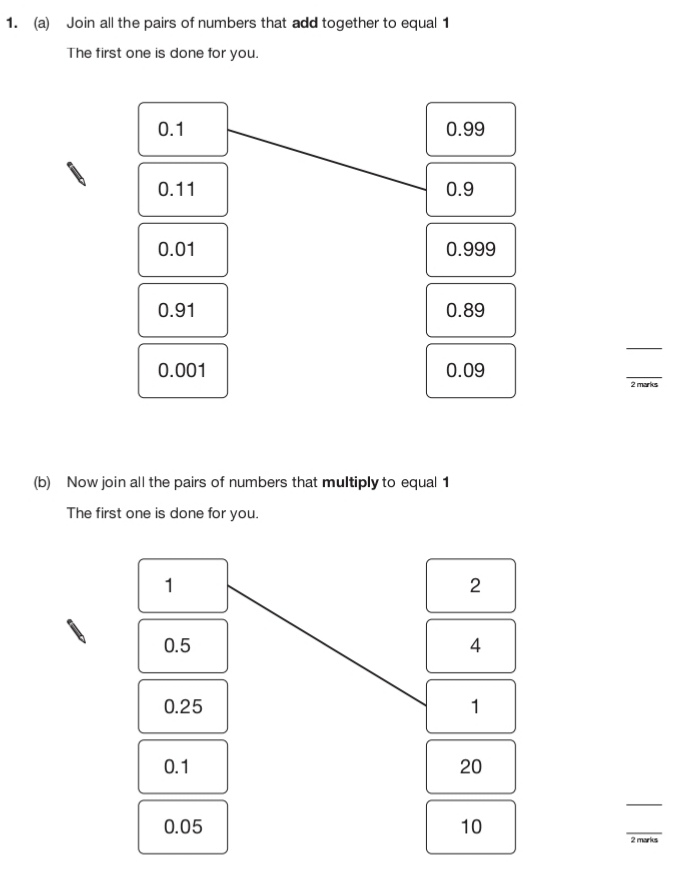 1. (a) Join all the pairs of numbers that add together to equal 1
The first one is done for you.
0.1 0.99
0.11 0.9
0.01 0.999
0.91 0.89
0.001 0.09
2 marks
(b) Now join all the pairs of numbers that multiply to equal 1
The first one is done for you.
1 2
0.5 4
0.25 1
0.1 20
0.05 10
2 marks